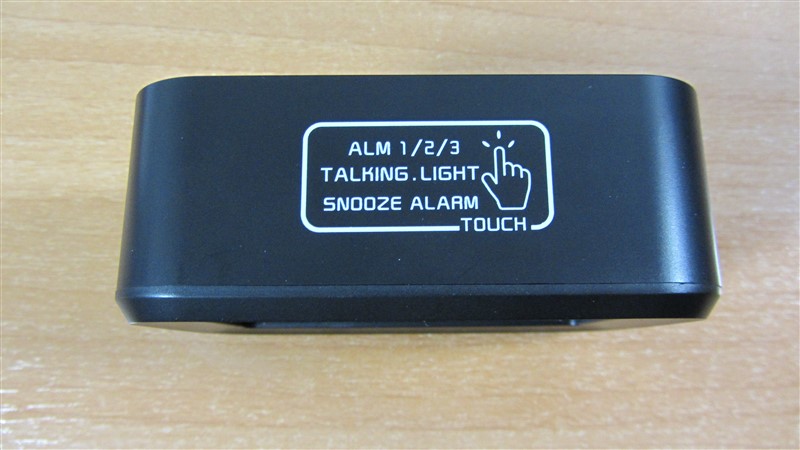 ALM 1/2/3
TALKING.LIGHT
SNOOZE ALARM
TOUCH